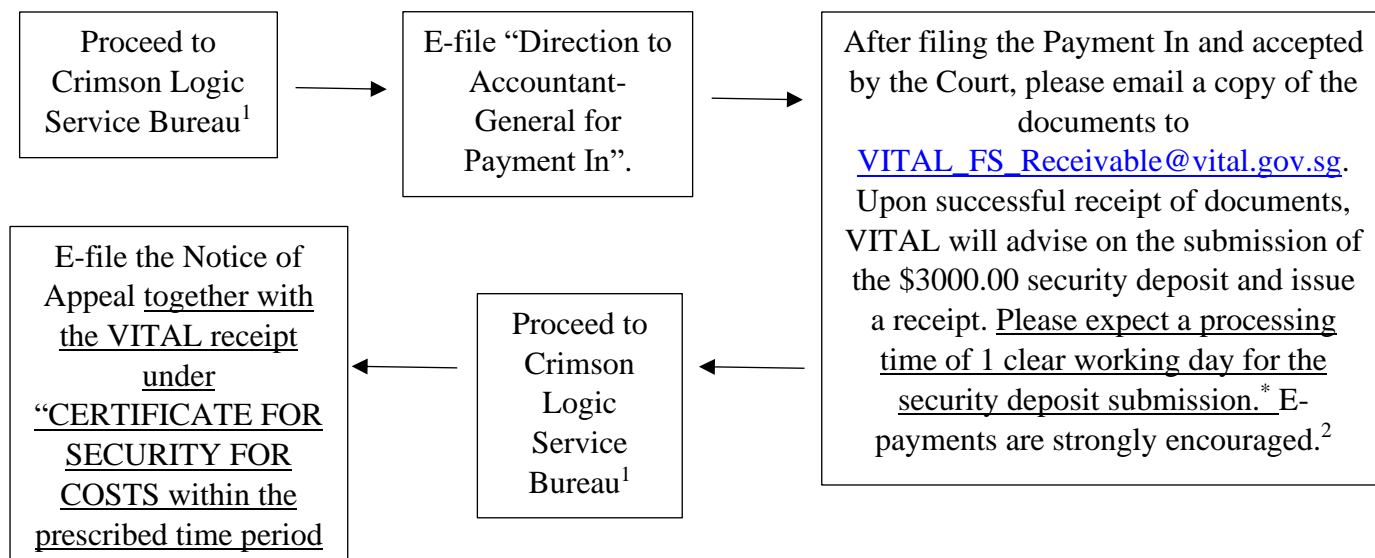 Proceed to
Crimson Logic
Service Bureau1
E-file “Direction to
Accountant-
General for
Payment In”.
After filing the Payment In and accepted
by the Court, please email a copy of the
documents to
VITAL_FS_Receivable@vital.gov.sg.
Upon successful receipt of documents,
VITAL will advise on the submission of
the $3000.00 security deposit and issue
a receipt. Please expect a processing
time of 1 clear working day for the
security deposit submission.* E-
payments are strongly encouraged.2
Proceed to
Crimson
Logic
Service
Bureau1
E-file the Notice of
Appeal together with
the VITAL receipt
under
“CERTIFICATE FOR
SECURITY FOR
COSTS within the
prescribed time period